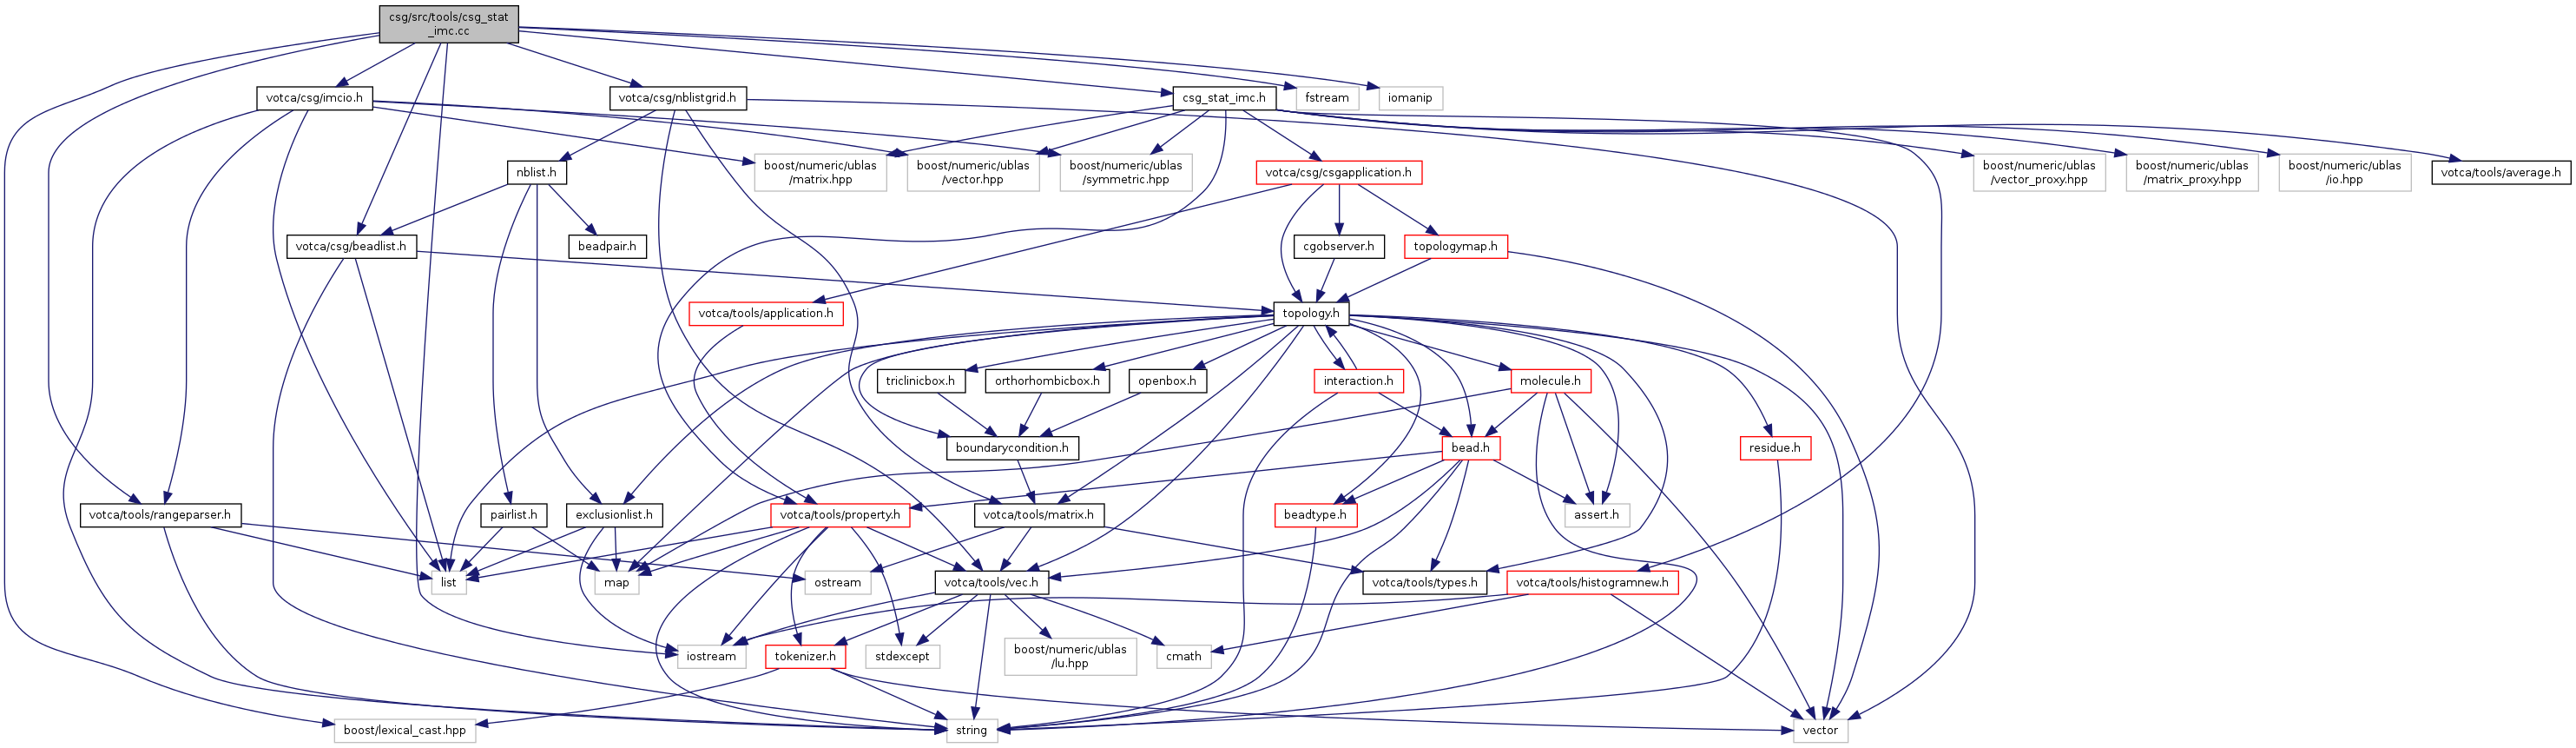 csg/src/tools/csg_stat
_imc.cc
votca/csg/imcio.h
votca/csg/nblistgrid.h
csg_stat_imc.h
fstream
iomanip
nblist.h
boost/numeric/ublas
/matrix.hpp
boost/numeric/ublas
/vector.hpp
boost/numeric/ublas
/symmetric.hpp
votca/csg/csgapplication.h
boost/numeric/ublas
/vector_proxy.hpp
boost/numeric/ublas
/matrix_proxy.hpp
boost/numeric/ublas
/io.hpp
votca/tools/average.h
votca/csg/beadlist.h
beadpair.h
cgobserver.h
topologymap.h
votca/tools/application.h
topology.h
triclinicbox.h
orthorhombicbox.h
openbox.h
interaction.h
molecule.h
boundarycondition.h
bead.h
residue.h
votca/tools/rangeparser.h
pairlist.h
exclusionlist.h
votca/tools/property.h
votca/tools/matrix.h
beadtype.h
assert.h
list
map
ostream
votca/tools/vec.h
votca/tools/types.h
votca/tools/histogramnew.h
iostream
tokenizer.h
stdexcept
boost/numeric/ublas
/lu.hpp
cmath
boost/lexical_cast.hpp
string
vector